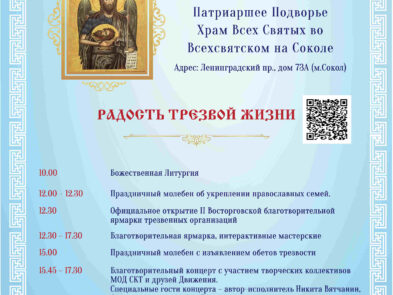 Патриаршее Подворье
Храм Всех Святых во
Всехсвятском на Соколе
Адрес: Ленинградский пр., дом 73А (м.Сокол)
РАДОСТЬ ТРЕЗВОЙ ЖИЗНИ
10.00 Божественная Литургия
12.00 - 12.30 Праздничный молебен об укреплении православных семей.
12.30 Официальное открытие II Восторговской благотворительной
ярмарки трезвенных организаций
12.30 – 17.30 Благотворительная ярмарка, интерактивные мастерские
15.00 Праздничный молебен с изъявлением обетов трезвости
15.45 - 17.30 Благотворительный концерт с участием творческих коллективов
МОД СКТ и друзей Движения.
Специальные гости концерта – автор-исполнитель Никита Вятчанин,